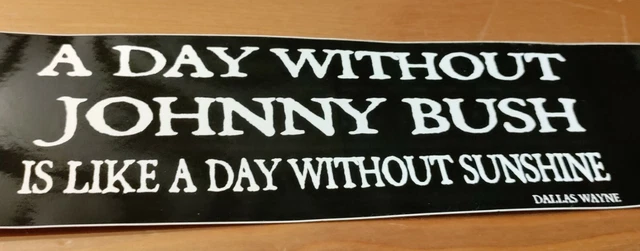 A DAY WITHOUT
JOHNNY BUSH
IS LIKE A DAY WITHOUT SUNSHINE
DALLAS WAYNE